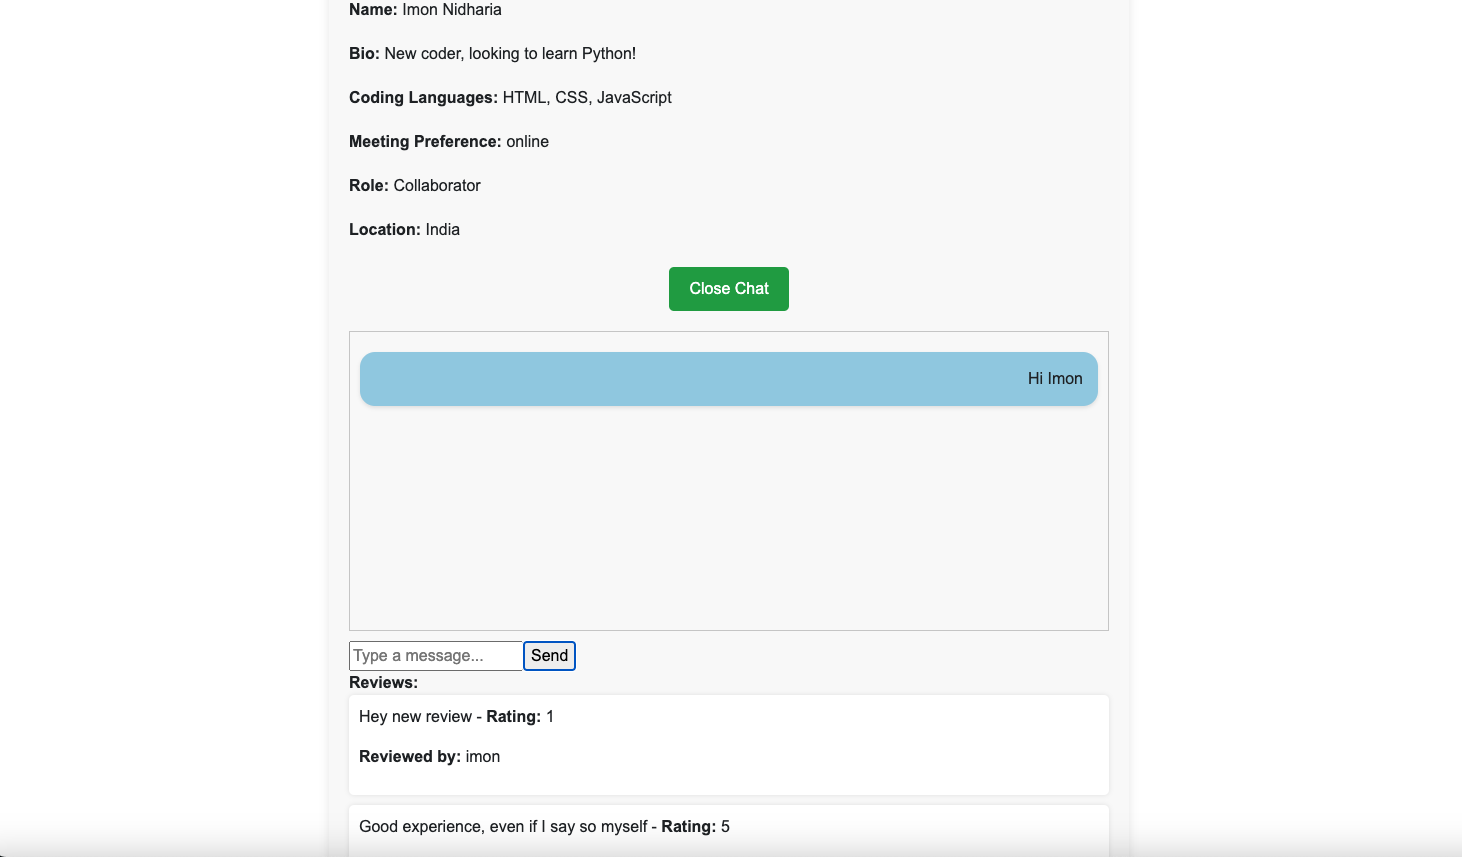 Name: Imon Nidharia
Bio: New coder, looking to learn Python!
Coding Languages: HTML, CSS, JavaScript
Meeting Preference: online
Role: Collaborator
Location: India
Close Chat
Hi Imon
Type a message...
Send
Reviews:
Hey new review - Rating: 1
Reviewed by: imon
Good experience, even if I say so myself - Rating: 5